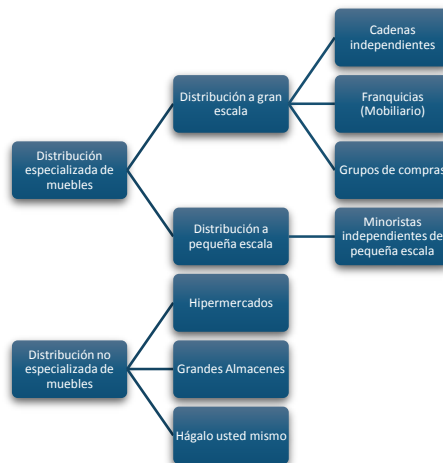 Cadenas
independientes
Distribución a gran
escala
Franquicias
(Mobiliario)
Distribución
especializada de
muebles
Grupos de compras
Distribución a
pequeña escala
Minoristas
independientes de
pequeña escala
Hipermercados
Distribución no
especializada de
muebles
Grandes Almacenes
Hágalo usted mismo